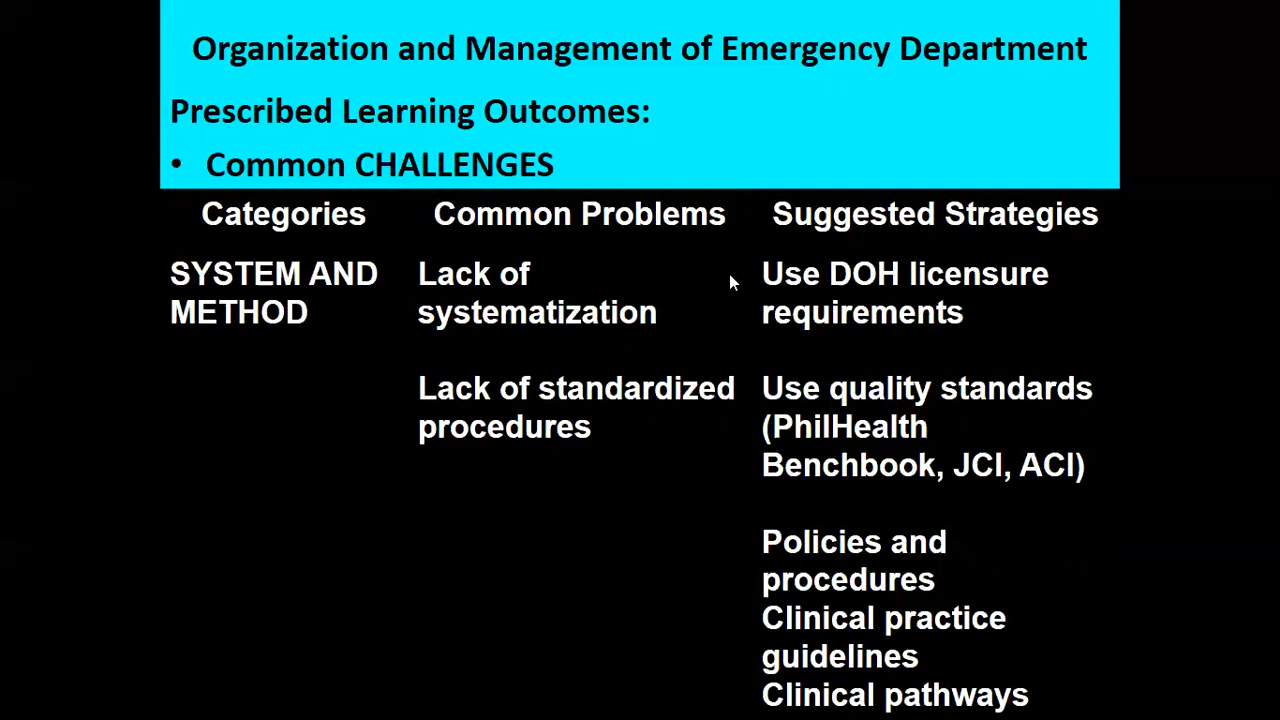 Organization and Management of Emergency Department
Prescribed Learning Outcomes:
• Common CHALLENGES
Categories Common Problems Suggested Strategies
SYSTEM AND METHOD
Lack of systematization
Use DOH licensure requirements
Lack of standardized procedures
Use quality standards
(PhilHealth
Benchbook, JCI, ACI)
Policies and
procedures
Clinical practice
guidelines
Clinical pathways